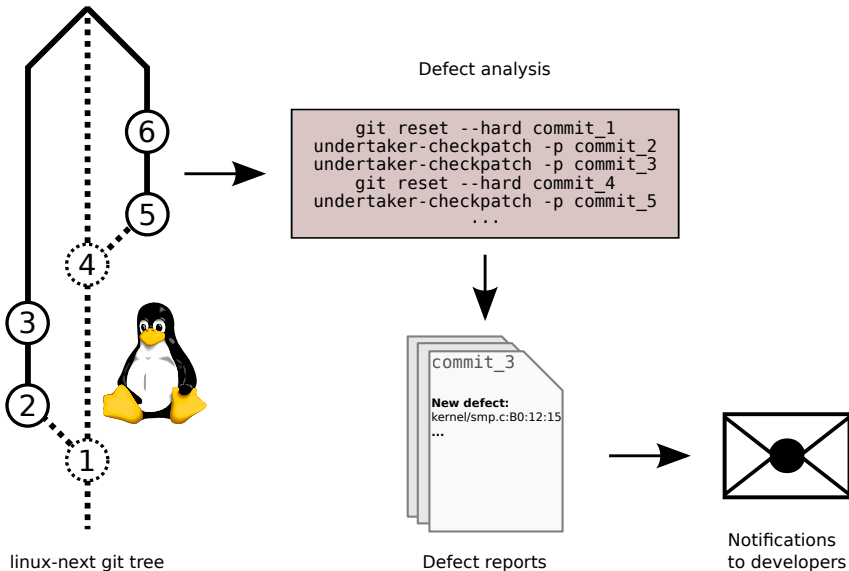 Defect analysis
6
5
4
3
2
1
git reset --hard commit_1
undertaker-checkpatch -p commit_2
undertaker-checkpatch -p commit_3
git reset --hard commit_4
undertaker-checkpatch -p commit_5
...
commit_3
New defect:
kernel/smp.c:B0:12:15
...
linux-next git tree
Defect reports
Notifications
to developers